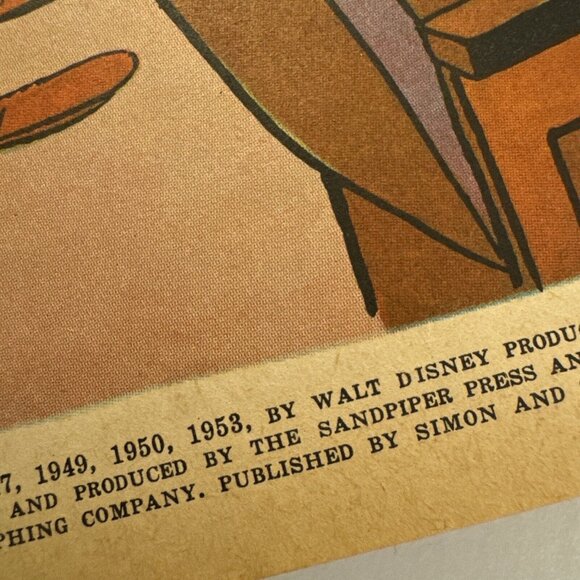 7, 1949, 1950, 1953, BY WALT DISNEY PRODUC
AND PRODUCED BY THE SANDPIPER PRESS AN
PHING COMPANY. PUBLISHED BY SIMON AND